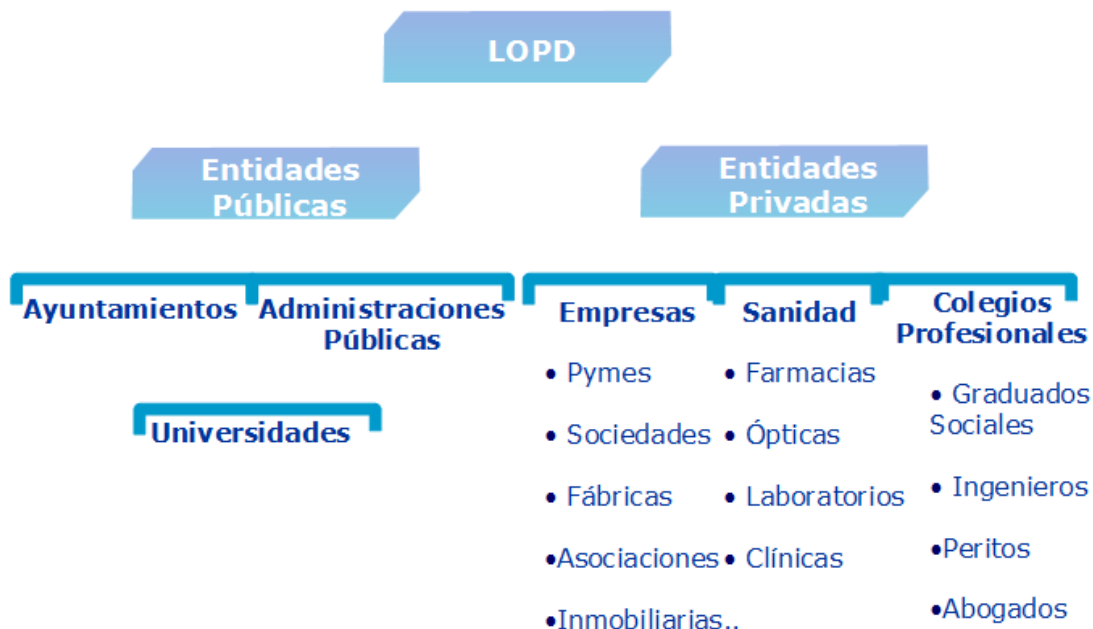 LOPD
Entidades
Públicas
Entidades
Privadas
Ayuntamientos
Administraciones
Públicas
Universidades
Empresas
• Pymes
• Sociedades
• Fábricas
•Asociaciones
•Inmobiliarias..
Sanidad
• Farmacias
• Ópticas
• Laboratorios
• Clínicas
Colegios
Profesionales
• Graduados
Sociales
• Ingenieros
•Peritos
•Abogados